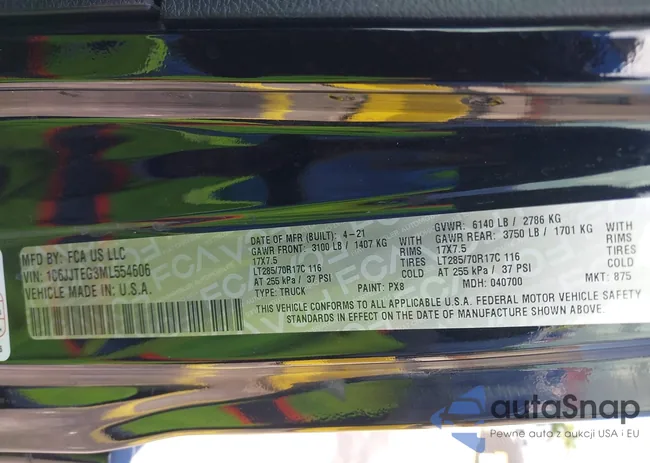 MFD BY: FCA US LLC
VIN: 1C6JJTEG3ML554606
VEHICLE MADE IN U.S.A.
DATE OF MFR (BUILT): 4-21
GAWR FRONT: 3100 LB / 1407 KG
17X7.5 WITH RIMS
LT285/70R17C 116 TIRES
AT 255 kPa / 37 PSI COLD
TYPE: TRUCK PAINT: PX8
GVWR: 6140 LB / 2786 KG
GAWR REAR: 3750 LB / 1701 KG
17X7.5 WITH RIMS
LT285/70R17C 116 TIRES
AT 255 kPa / 37 PSI COLD
MDH: 040700 MKT: 875
THIS VEHICLE CONFORMS TO ALL APPLICABLE U.S.A. FEDERAL MOTOR VEHICLE SAFETY
STANDARDS IN EFFECT ON THE DATE OF MANUFACTURE SHOWN ABOVE.
autaSnap
Pewne auta z aukcji USA i EU